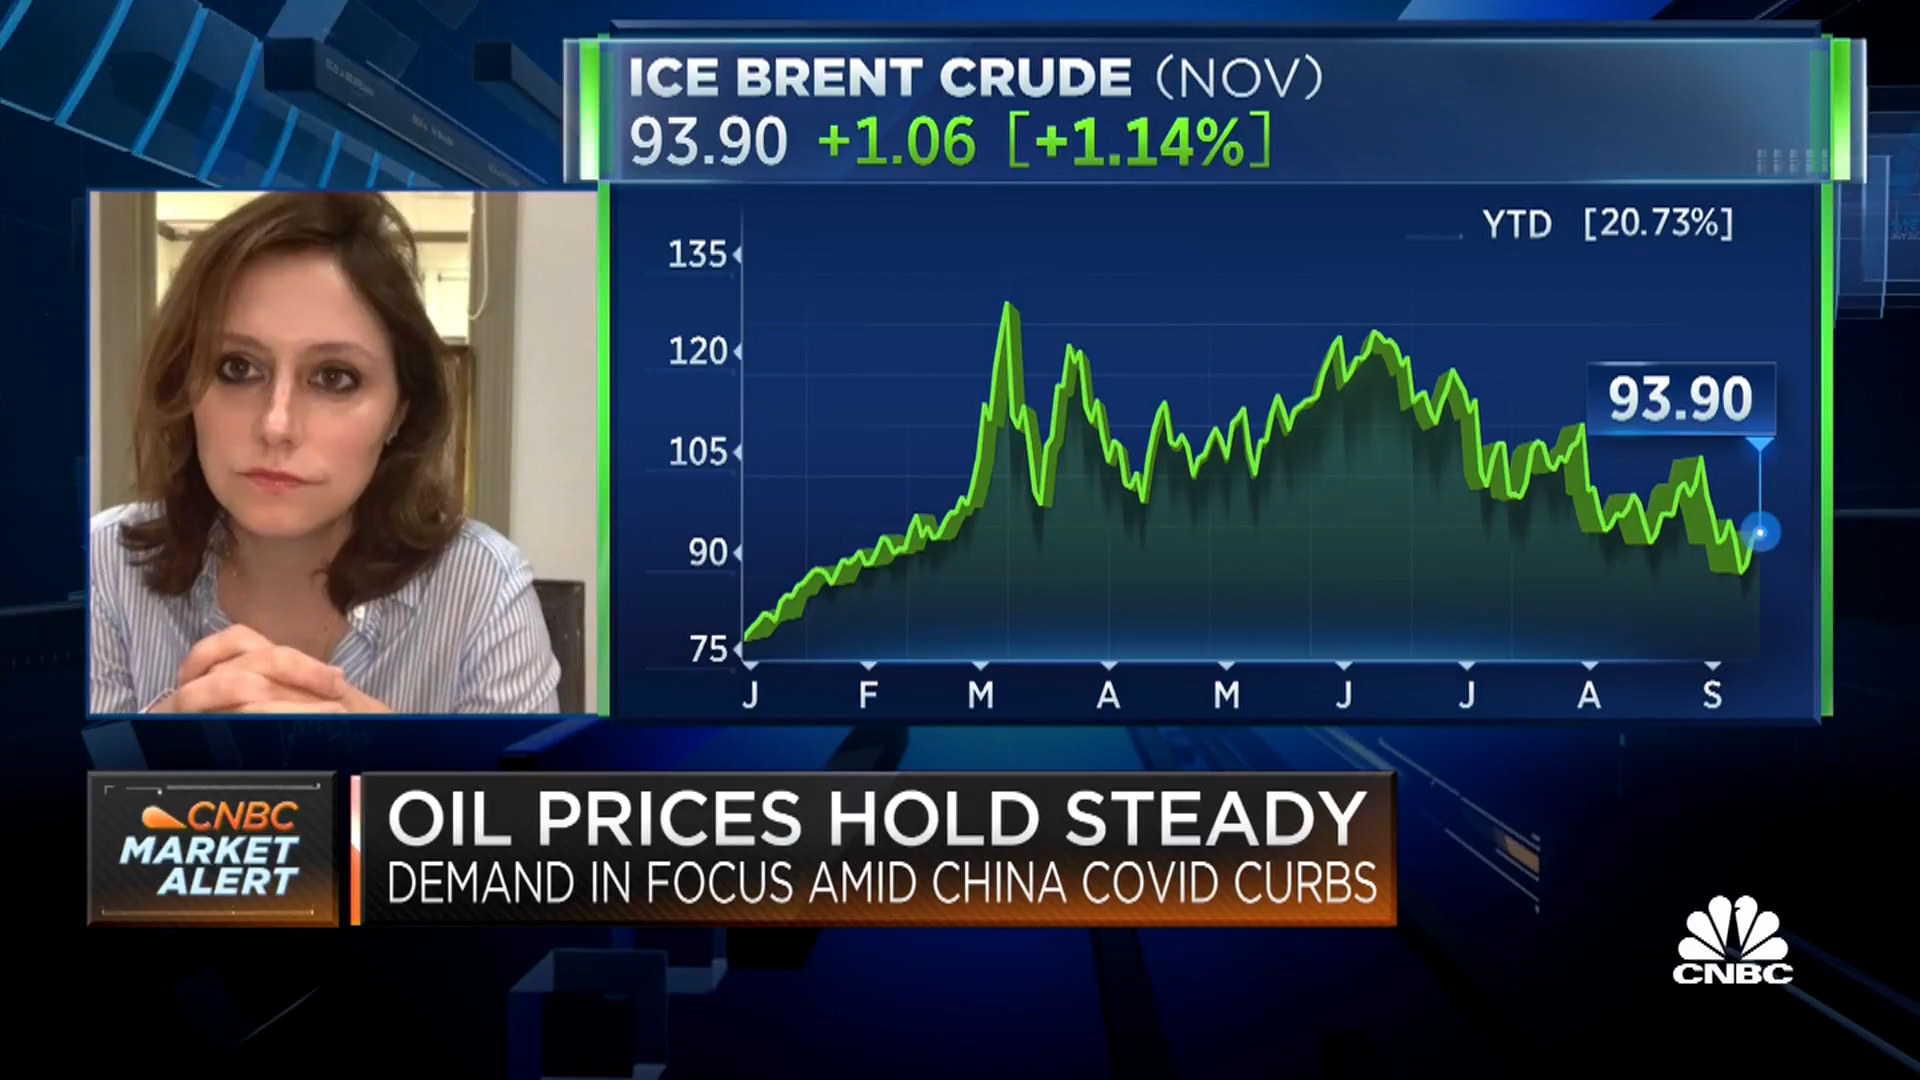 ICE BRENT CRUDE (NOV)
93.90 +1.06 [+1.14%]
YTD [20.73%]
135
120
105
90
75
93.90
J F M A M J J A S
CNBC
MARKET
ALERT
OIL PRICES HOLD STEADY
DEMAND IN FOCUS AMID CHINA COVID CURBS
CNBC